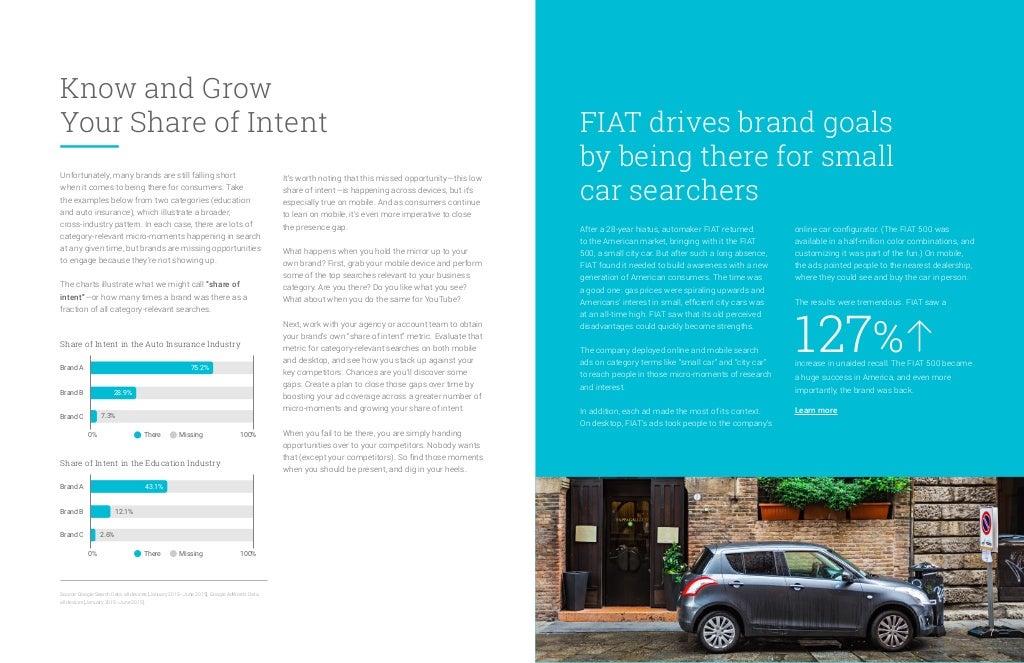 Know and Grow
Your Share of Intent
Unfortunately, many brands are still falling short
when it comes to being there for consumers. Take
the examples below from two categories (education
and auto insurance), which illustrate a broader,
cross-industry pattern. In each case, there are lots of
category-relevant micro-moments happening in search
at any given time, but brands are missing opportunities
to engage because they're not showing up.
The charts illustrate what we might call "share of
intent"—or how many times a brand was there as a
fraction of all category-relevant searches.
Share of Intent in the Auto Insurance Industry
Brand A 75.2%
Brand B 28.9%
Brand C 7.3%
0% There Missing 100%
Share of Intent in the Education Industry
Brand A 43.1%
Brand B 12.1%
Brand C 2.6%
0% There Missing 100%
Source: Google Search Data, all devices [January 2015–June 2015]; Google AdWords Data,
all devices [January 2015–June 2015].
It's worth noting that this missed opportunity—this low
share of intent—is happening across devices, but it's
especially true on mobile. And as consumers continue
to lean on mobile, it's even more imperative to close
the presence gap.
What happens when you hold the mirror up to your
own brand? First, grab your mobile device and perform
some of the top searches relevant to your business
category. Are you there? Do you like what you see?
What about when you do the same for YouTube?
Next, work with your agency or account team to obtain
your brand's own "share of intent" metric. Evaluate that
metric for category-relevant searches on both mobile
and desktop, and see how you stack up against your
key competitors. Chances are you'll discover some
gaps. Create a plan to close those gaps over time by
boosting your ad coverage across a greater number of
micro-moments and growing your share of intent.
When you fail to be there, you are simply handing
opportunities over to your competitors. Nobody wants
that (except your competitors). So find those moments
when you should be present, and dig in your heels.
FIAT drives brand goals
by being there for small
car searchers
After a 28-year hiatus, automaker FIAT returned
to the American market, bringing with it the FIAT
500, a small city car. But after such a long absence,
FIAT found it needed to build awareness with a new
generation of American consumers. The time was
a good one: gas prices were spiraling upwards and
Americans' interest in small, efficient city cars was
at an all-time high. FIAT saw that its old perceived
disadvantages could quickly become strengths.
The company deployed online and mobile search
ads on category terms like "small car" and "city car"
to reach people in those micro-moments of research
and interest.
In addition, each ad made the most of its context.
On desktop, FIAT's ads took people to the company's
online car configurator. (The FIAT 500 was
available in a half-million color combinations, and
customizing it was part of the fun.) On mobile,
the ads pointed people to the nearest dealership,
where they could see and buy the car in person.
The results were tremendous. FIAT saw a
127%↑
increase in unaided recall. The FIAT 500 became
a huge success in America, and even more
importantly, the brand was back.
Learn more